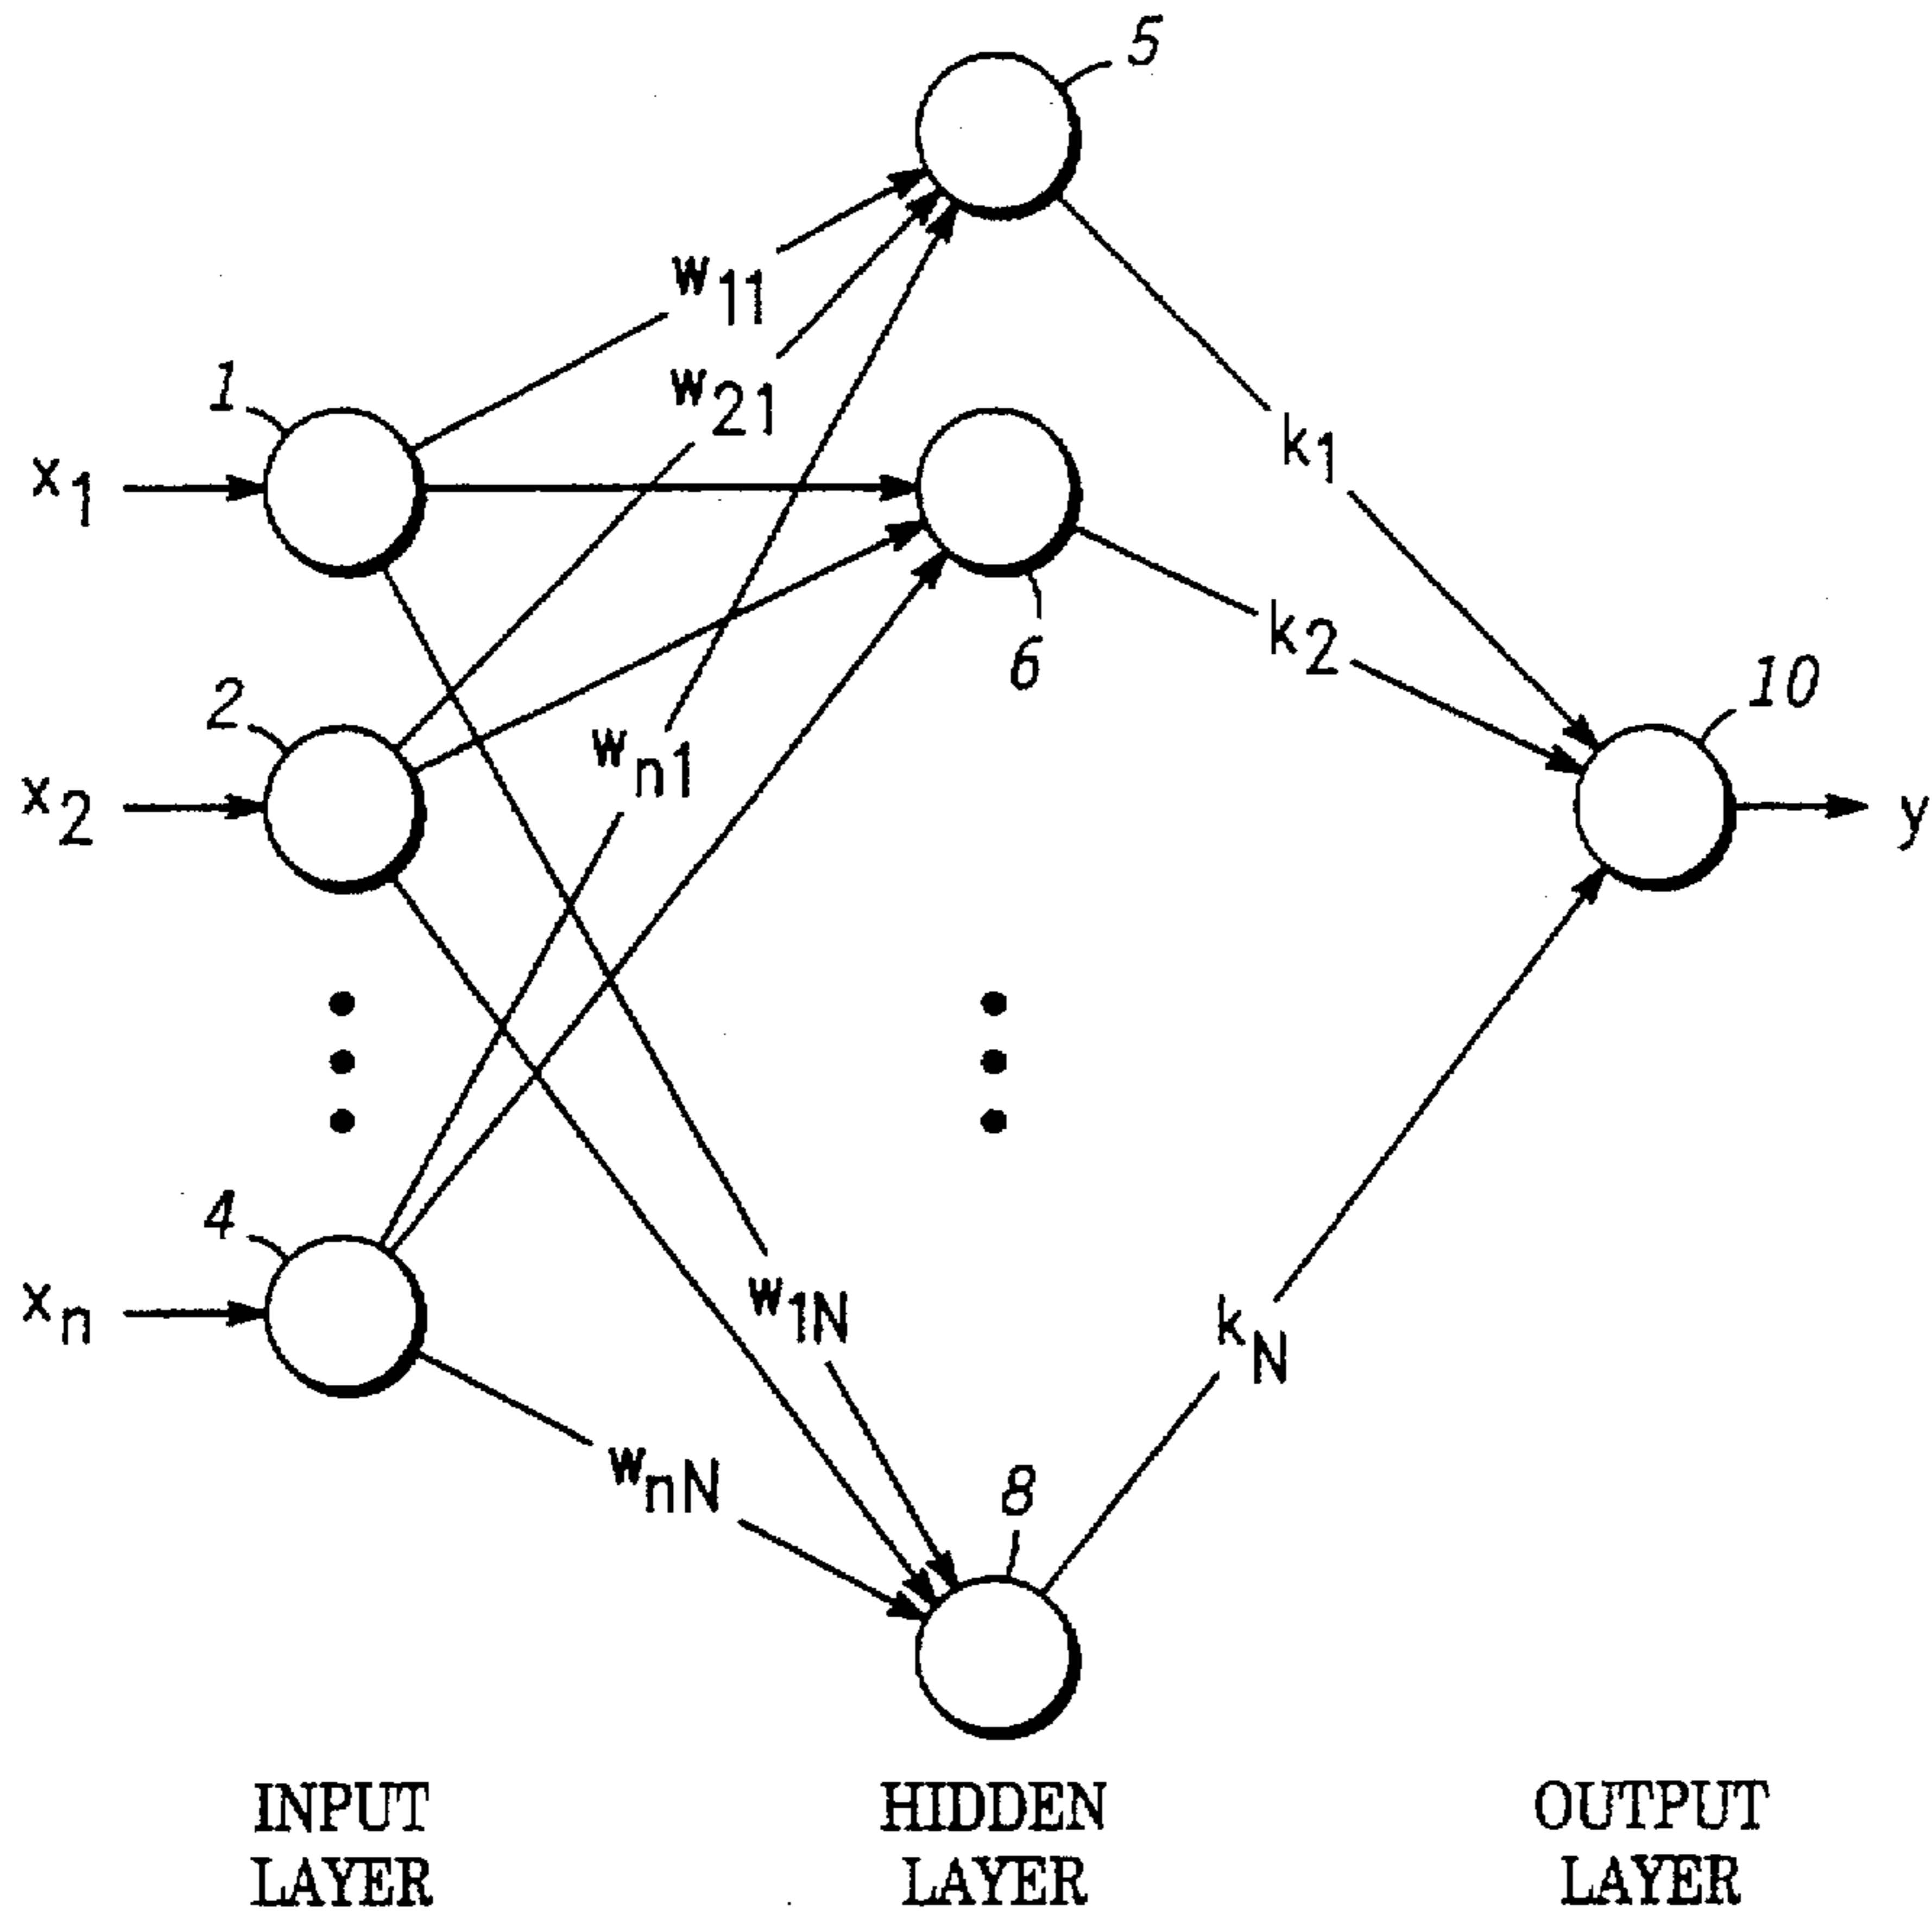 5
w11
1
w21
x1
k1
6
k2
2
10
wn1
x2
y
4
w1N
xn
kN
wnN
8
INPUT LAYER
HIDDEN LAYER
OUTPUT LAYER